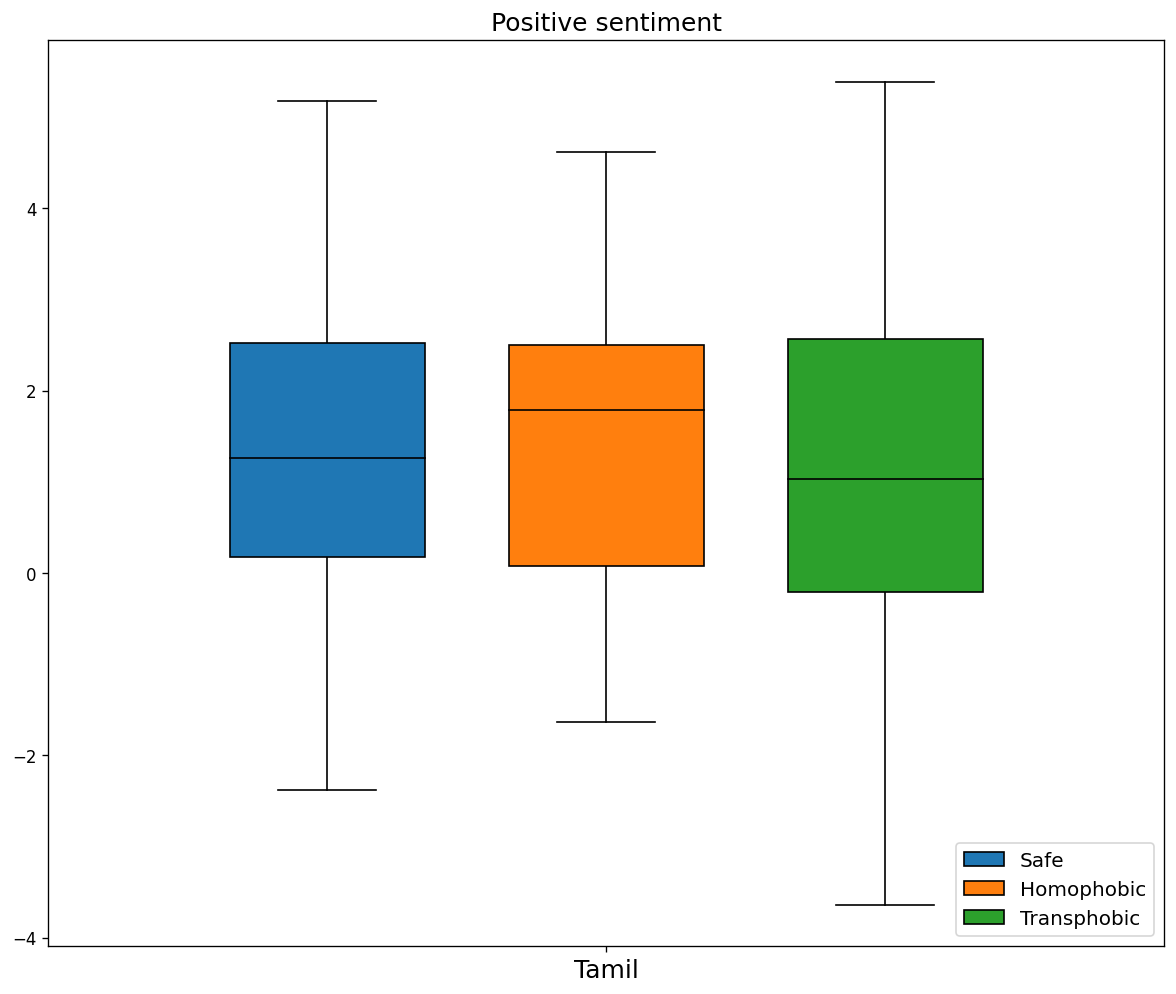 Positive sentiment
4
2
0
−2
−4
Tamil
Safe
Homophobic
Transphobic